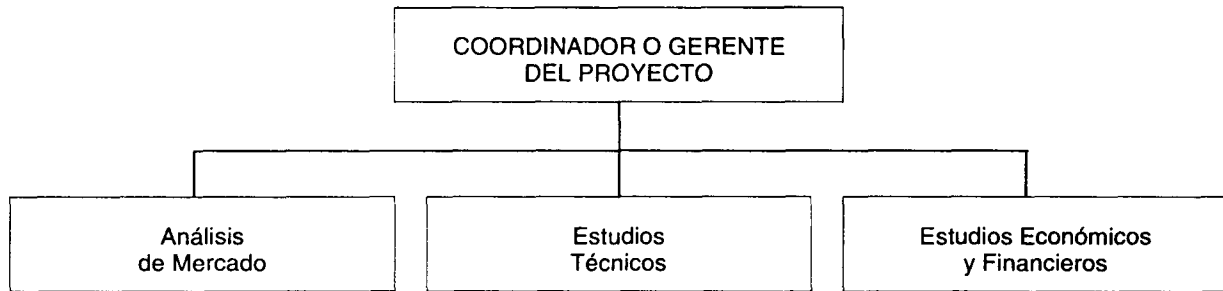 COORDINADOR O GERENTE
DEL PROYECTO
Análisis
de Mercado
Estudios
Técnicos
Estudios Económicos
y Financieros